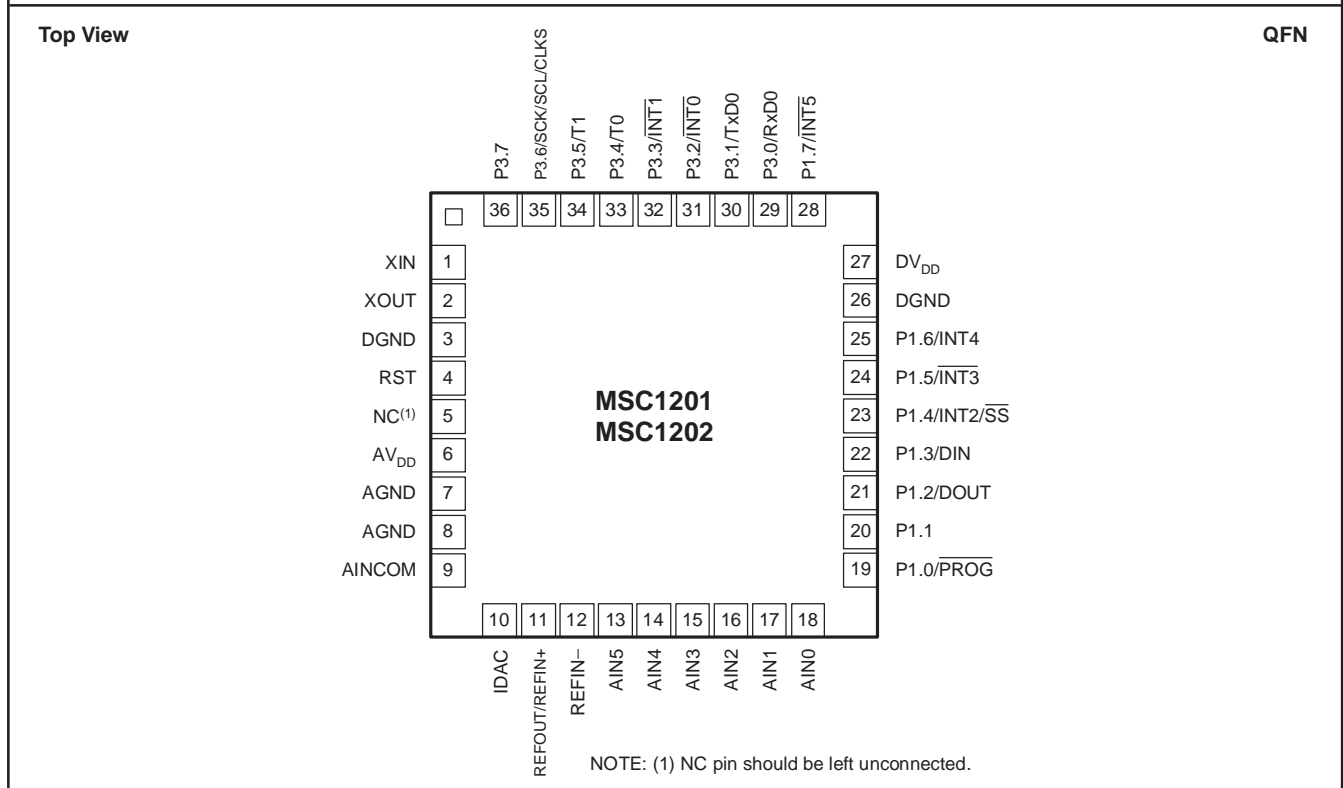 Top View
QFN
P3.7
P3.6/SCK/SCL/CLKS
P3.5/T1
P3.4/T0
P3.3/INT1
P3.2/INT0
P3.1/TxD0
P3.0/RxD0
P1.7/INT5
36 35 34 33 32 31 30 29 28
XIN 1
XOUT 2
DGND 3
RST 4
NC(1) 5
AVDD 6
AGND 7
AGND 8
AINCOM 9
MSC1201
MSC1202
27 DVDD
26 DGND
25 P1.6/INT4
24 P1.5/INT3
23 P1.4/INT2/SS
22 P1.3/DIN
21 P1.2/DOUT
20 P1.1
19 P1.0/PROG
10 11 12 13 14 15 16 17 18
IDAC
REFOUT/REFIN+
REFIN−
AIN5
AIN4
AIN3
AIN2
AIN1
AIN0
NOTE: (1) NC pin should be left unconnected.